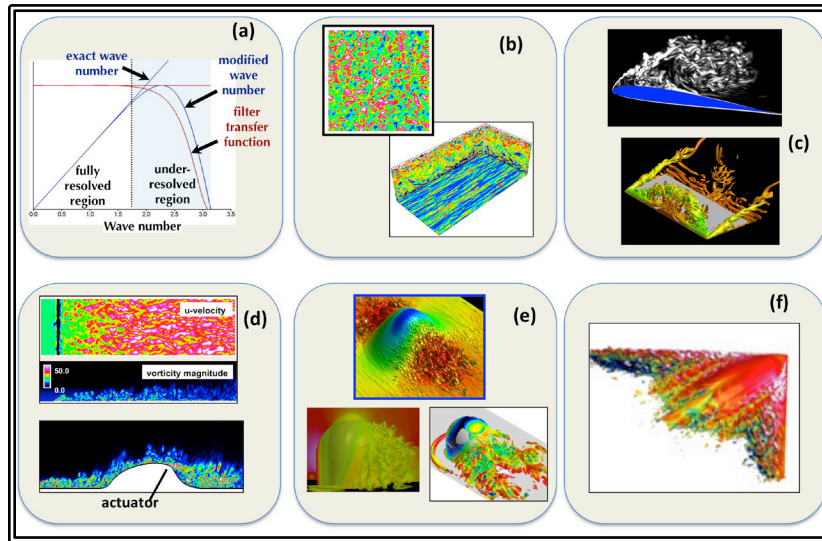 (a)
exact wave
number
modified
wave
number
filter
transfer
function
fully
resolved
region
under-
resolved
region
0.0 0.5 1.0 1.5 2.0 2.5 3.0 3.5
Wave number
(b)
(c)
(d)
u-velocity
50.0
0.0
vorticity magnitude
actuator
(e)
(f)